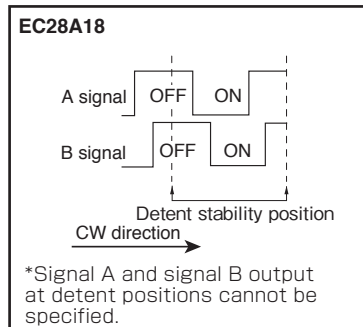 EC28A18
A signal OFF ON
B signal OFF ON
Detent stability position
CW direction
*Signal A and signal B output
at detent positions cannot be
specified.